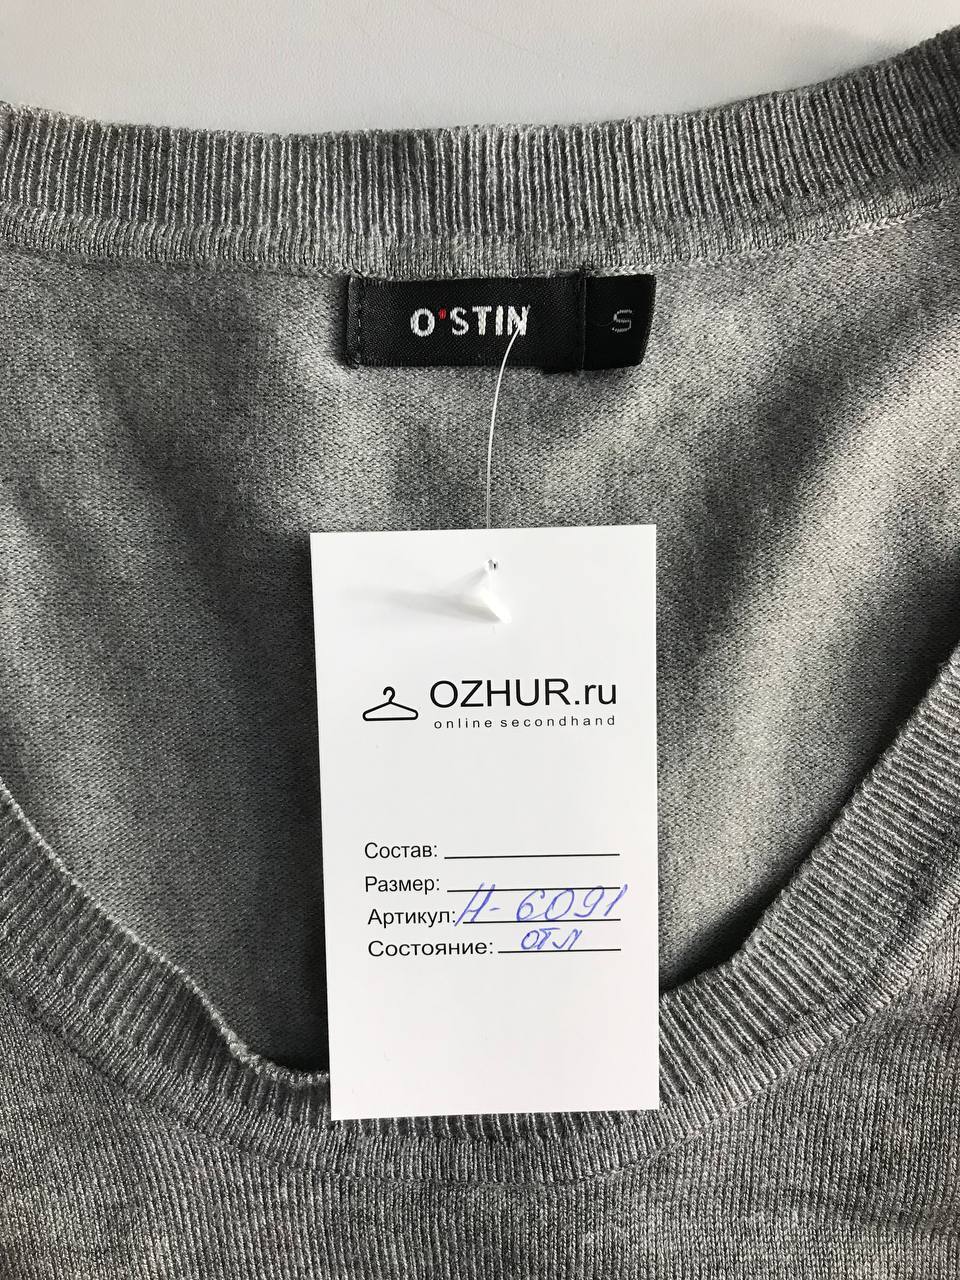 O'STIN
S
OZHUR.ru
online secondhand
Состав:
Размер:
Артикул: Н-6091
Состояние: отл